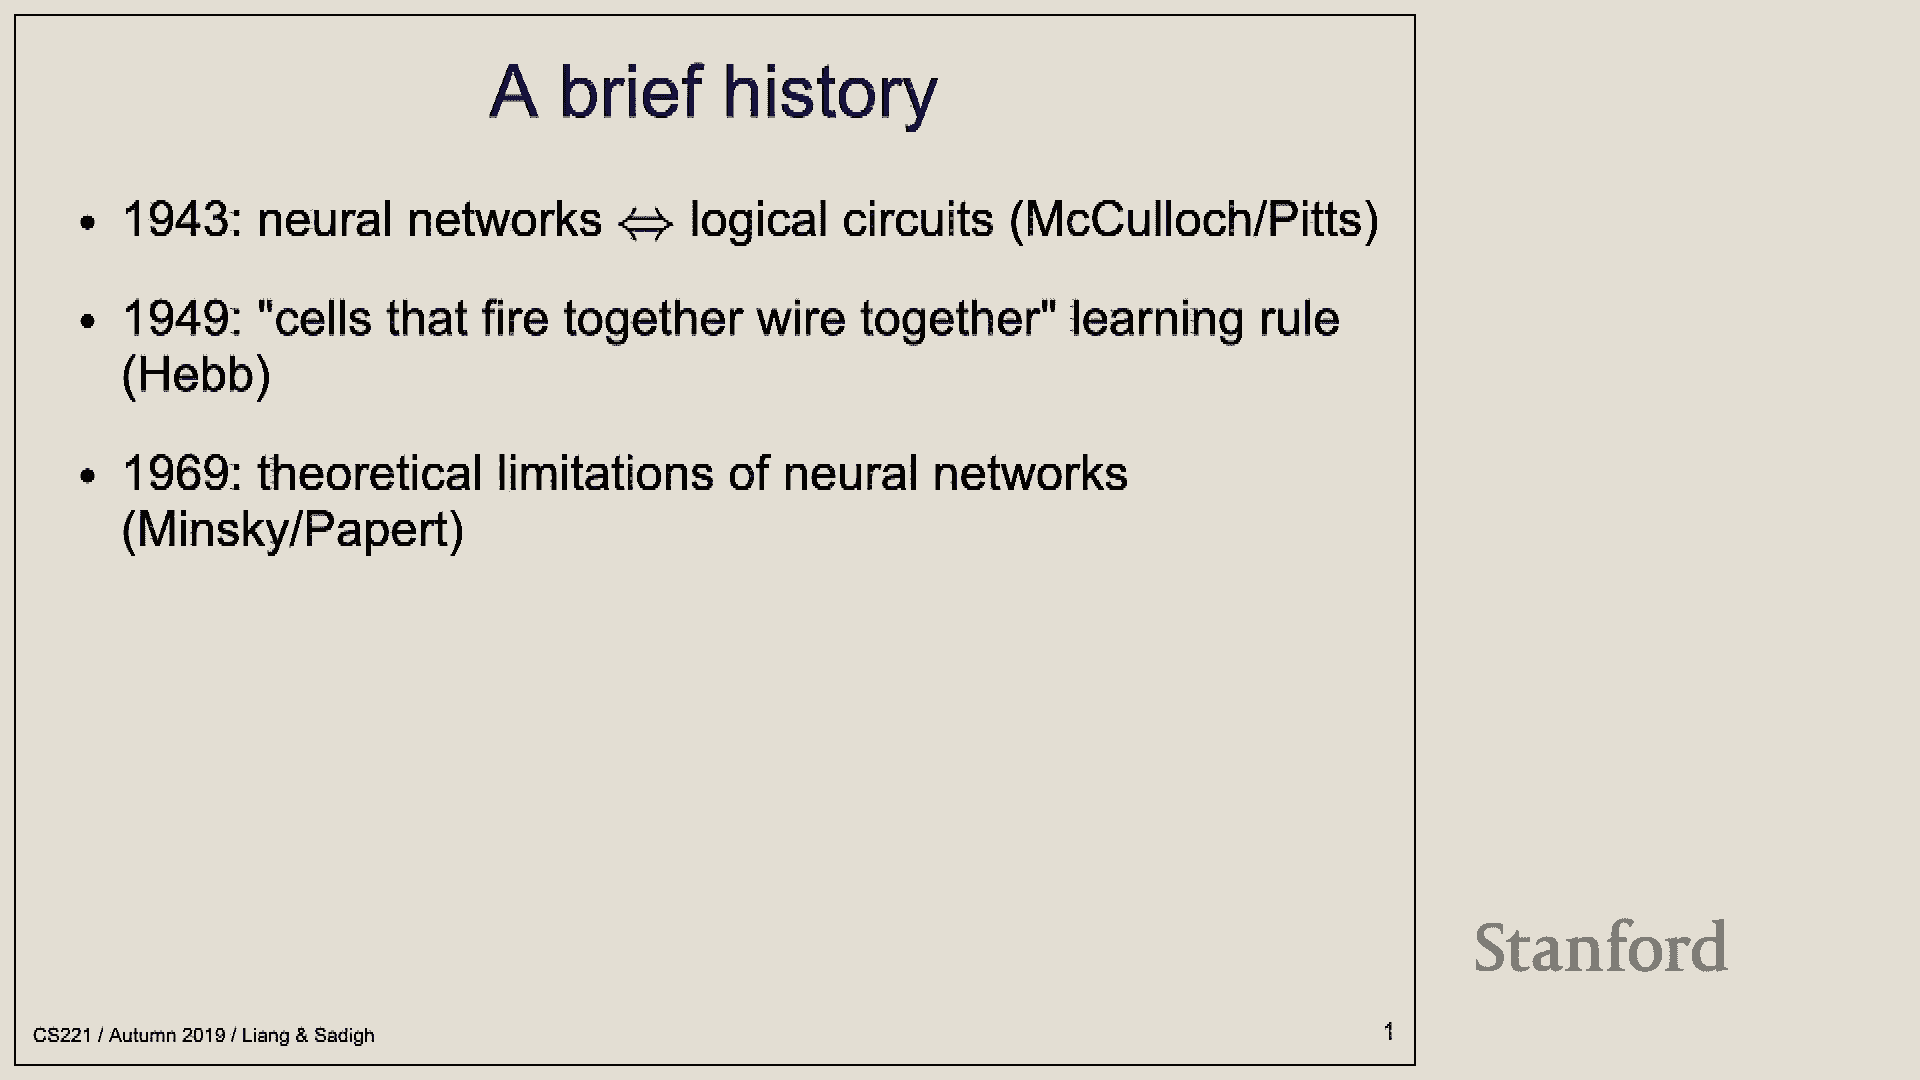 A brief history
• 1943: neural networks ⇔ logical circuits (McCulloch/Pitts)
• 1949: "cells that fire together wire together" learning rule
(Hebb)
• 1969: theoretical limitations of neural networks
(Minsky/Papert)
Stanford
CS221 / Autumn 2019 / Liang & Sadigh
1